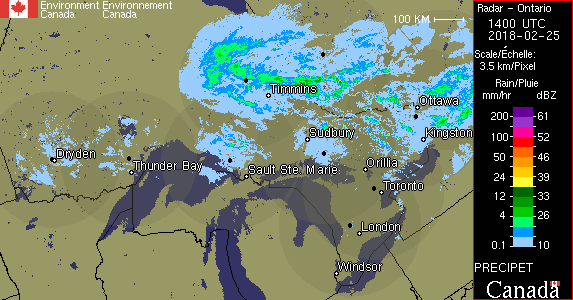 Environment Environnement
Canada Canada
100 KM
Timmins
Ottawa
Sudbury
Kingston
Dryden
Thunder Bay
Sault Ste. Marie
Orillia
Toronto
London
Windsor
Radar - Ontario
1400 UTC
2018-02-25
Scale/Échelle:
3.5 km/Pixel
Rain/Pluie
mm/hr dBZ
200 61
100 52
50 46
24 39
12 33
4 26
0.1 10
PRECIPET
Canada